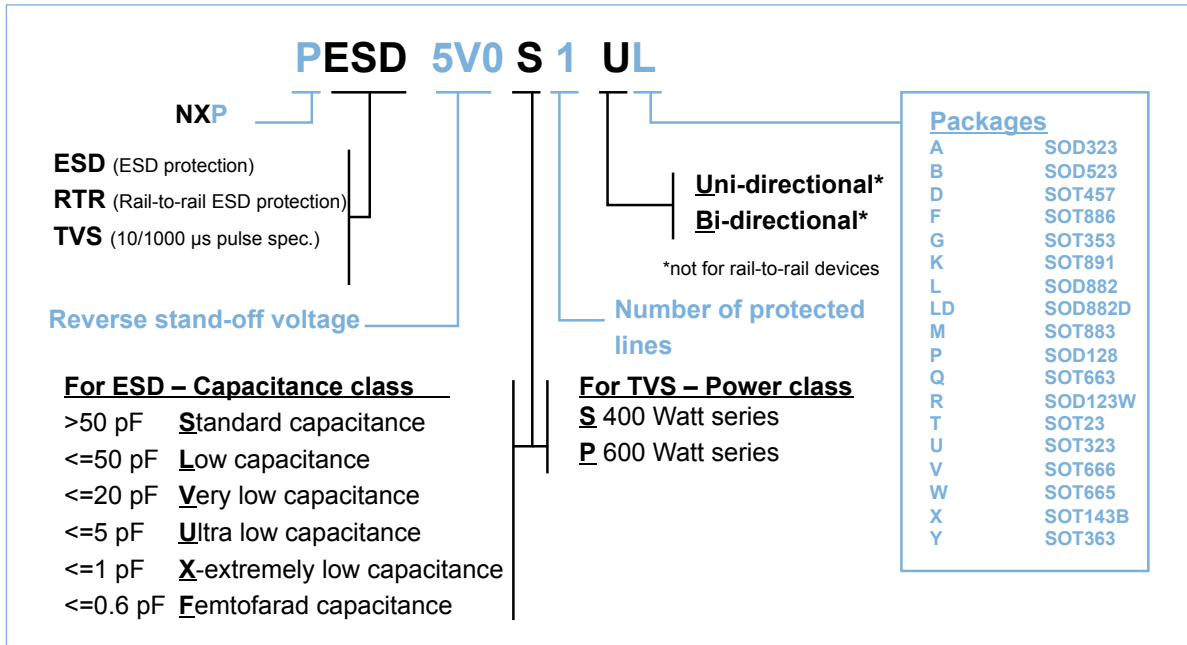 PESD 5V0 S 1 UL
NXP
ESD (ESD protection)
RTR (Rail-to-rail ESD protection)
TVS (10/1000 µs pulse spec.)
Uni-directional*
Bi-directional*
*not for rail-to-rail devices
Reverse stand-off voltage
Number of protected
lines
For ESD – Capacitance class
>50 pF Standard capacitance
<=50 pF Low capacitance
<=20 pF Very low capacitance
<=5 pF Ultra low capacitance
<=1 pF X-extremely low capacitance
<=0.6 pF Femtofarad capacitance
For TVS – Power class
S 400 Watt series
P 600 Watt series
Packages
A SOD323
B SOD523
D SOT457
F SOT886
G SOT353
K SOT891
L SOD882
LD SOD882D
M SOT883
P SOD128
Q SOT663
R SOD123W
T SOT23
U SOT323
V SOT666
W SOT665
X SOT143B
Y SOT363